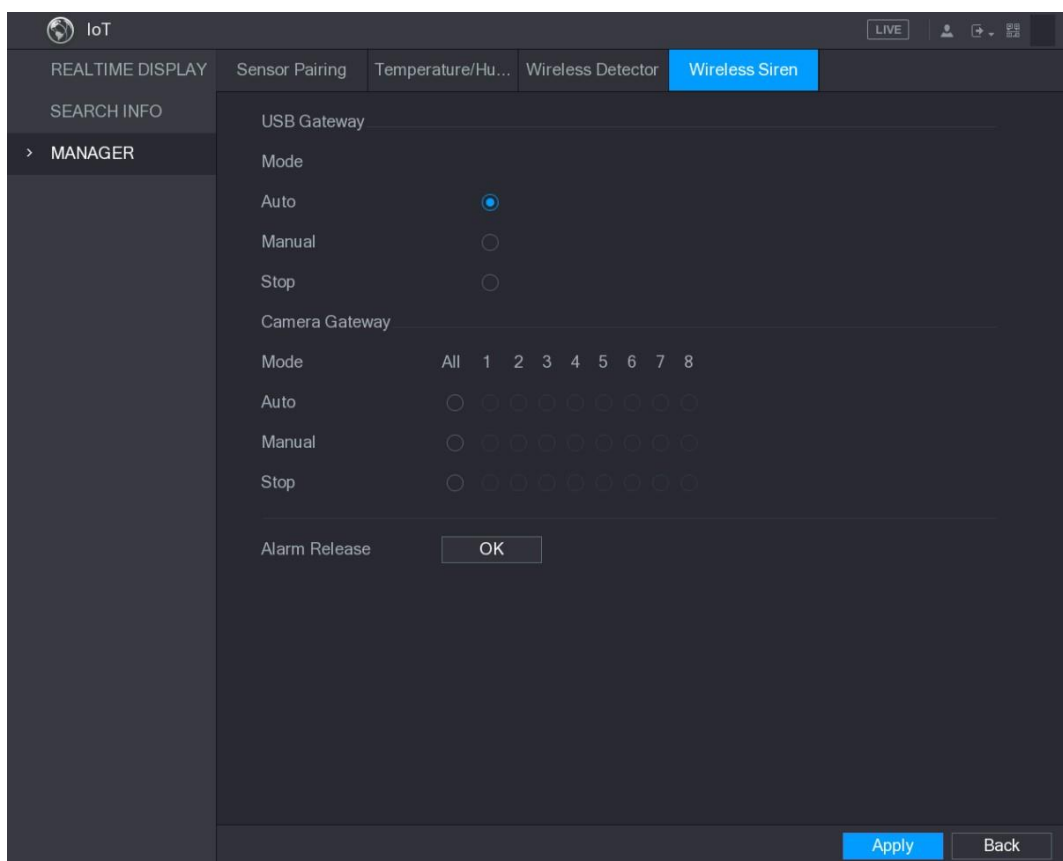 IoT
LIVE
REALTIME DISPLAY
SEARCH INFO
MANAGER
Sensor Pairing
Temperature/Hu...
Wireless Detector
Wireless Siren
USB Gateway
Mode
Auto
Manual
Stop
Camera Gateway
Mode All 1 2 3 4 5 6 7 8
Auto
Manual
Stop
Alarm Release OK
Apply Back